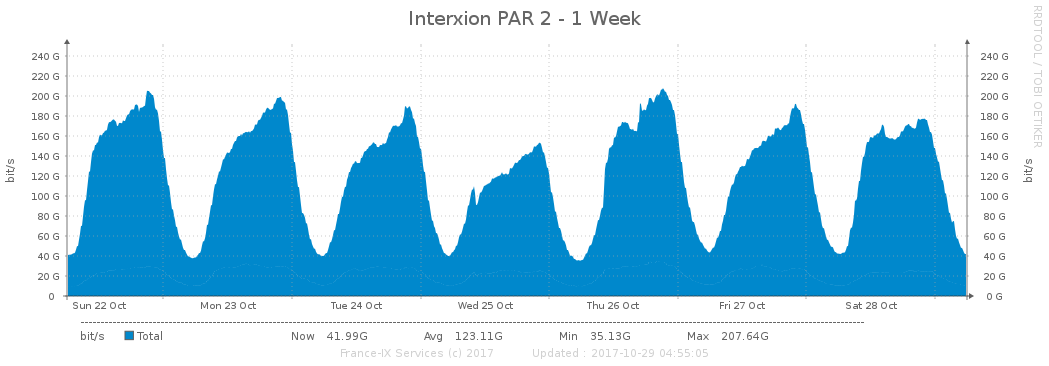 Interxion PAR 2 - 1 Week
RRDTOOL / TOBI OETIKER
bit/s
240 G
220 G
200 G
180 G
160 G
140 G
120 G
100 G
80 G
60 G
40 G
20 G
0
240 G
220 G
200 G
180 G
160 G
140 G
120 G
100 G
80 G
60 G
40 G
20 G
0 G
bit/s
Sun 22 Oct Mon 23 Oct Tue 24 Oct Wed 25 Oct Thu 26 Oct Fri 27 Oct Sat 28 Oct
bit/s Total Now 41.99G Avg 123.11G Min 35.13G Max 207.64G
France-IX Services (c) 2017 Updated : 2017-10-29 04:55:05